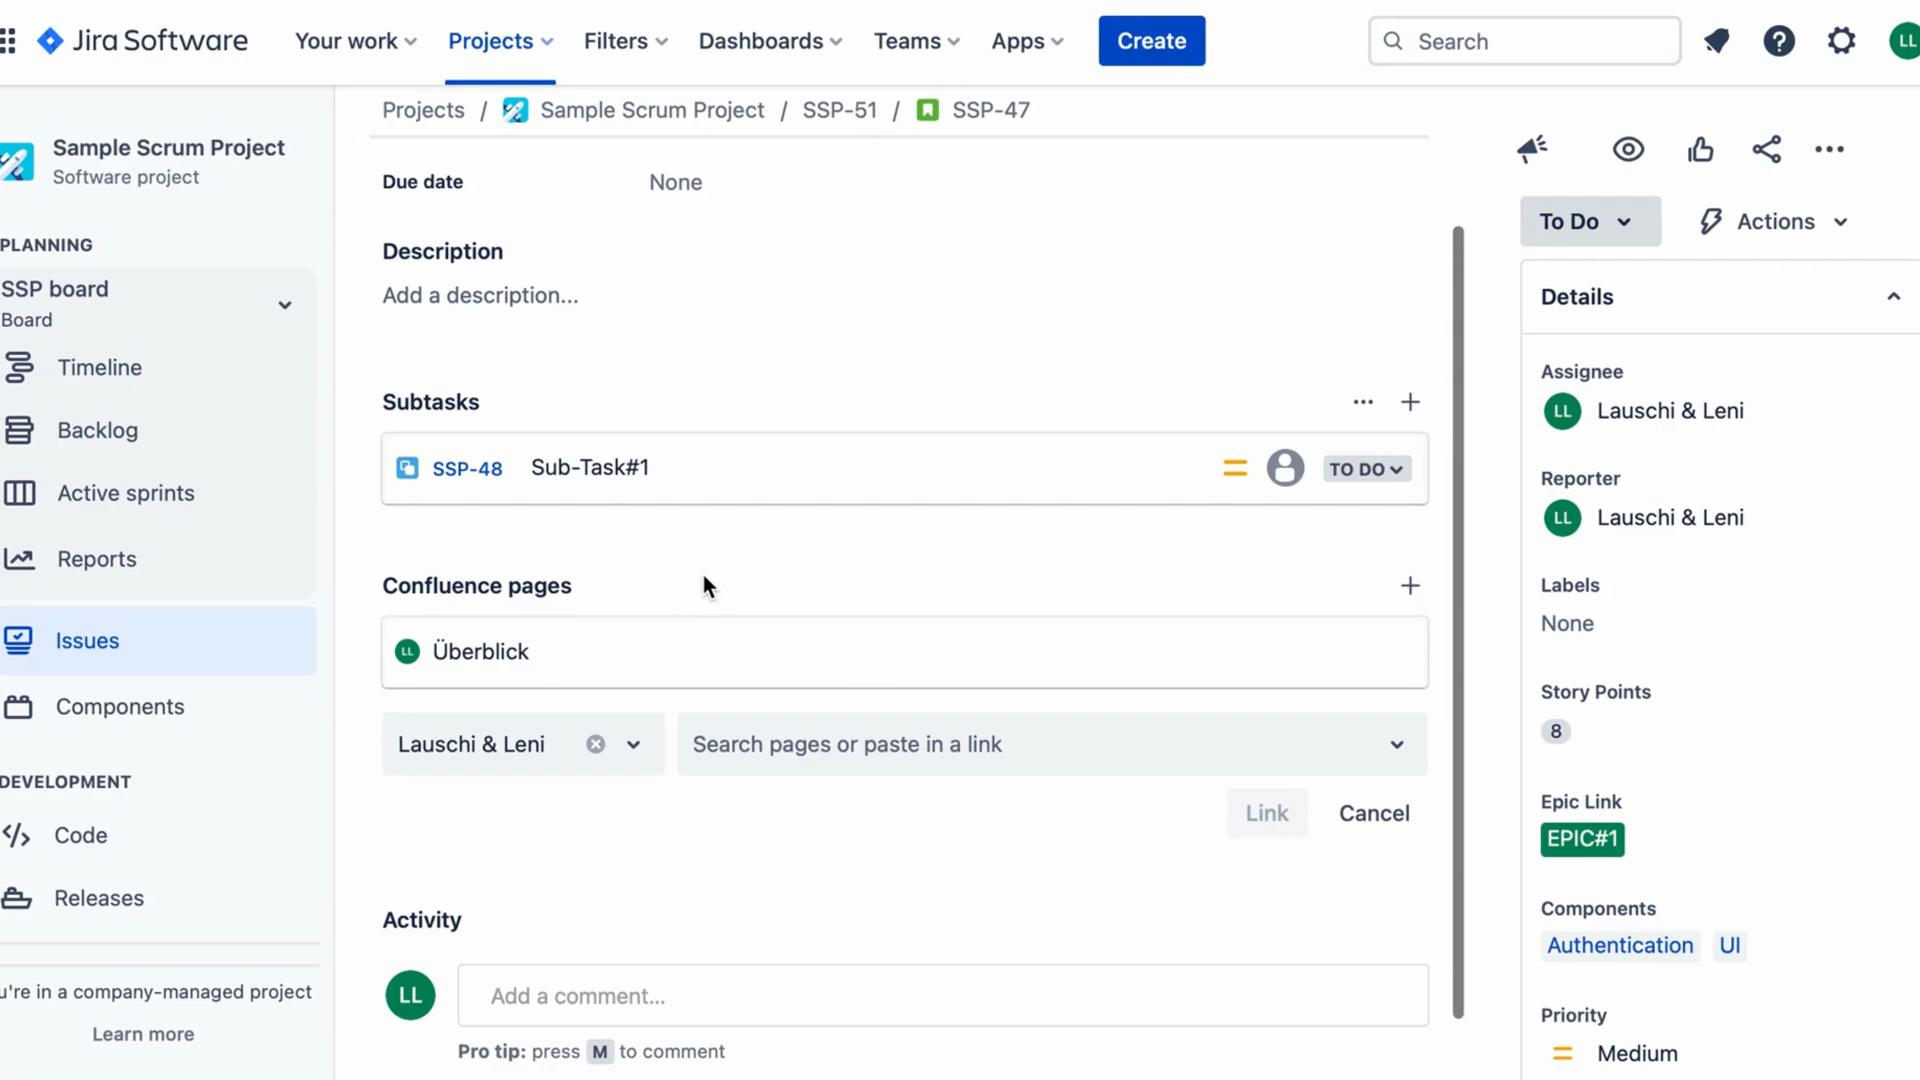 Jira Software
Your work
Projects
Filters
Dashboards
Teams
Apps
Create
Search
LL
Projects / Sample Scrum Project / SSP-51 / SSP-47
Sample Scrum Project
Software project
PLANNING
SSP board
Board
Timeline
Backlog
Active sprints
Reports
Issues
Components
DEVELOPMENT
Code
Releases
u're in a company-managed project
Learn more
Due date None
Description
Add a description...
Subtasks
SSP-48 Sub-Task#1 TO DO
Confluence pages
LL Überblick
Lauschi & Leni
Search pages or paste in a link
Link
Cancel
Activity
LL Add a comment...
Pro tip: press M to comment
To Do
Actions
Details
Assignee
LL Lauschi & Leni
Reporter
LL Lauschi & Leni
Labels
None
Story Points
8
Epic Link
EPIC#1
Components
Authentication UI
Priority
Medium